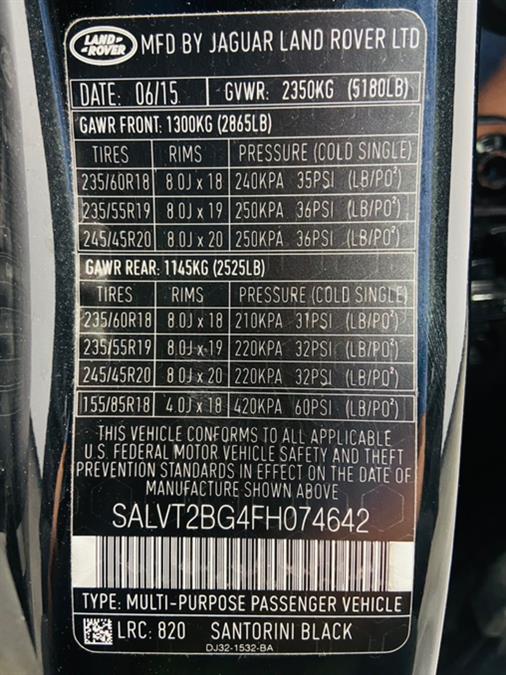 LAND ROVER MFD BY JAGUAR LAND ROVER LTD
DATE: 06/15 GVWR: 2350KG (5180LB)
GAWR FRONT: 1300KG (2865LB)
TIRES RIMS PRESSURE (COLD SINGLE)
235/60R18 8.0J x 18 240KPA 35PSI (LB/PO²)
235/55R19 8.0J x 19 250KPA 36PSI (LB/PO²)
245/45R20 8.0J x 20 250KPA 36PSI (LB/PO²)
GAWR REAR: 1145KG (2525LB)
TIRES RIMS PRESSURE (COLD SINGLE)
235/60R18 8.0J x 18 210KPA 31PSI (LB/PO²)
235/55R19 8.0J x 19 220KPA 32PSI (LB/PO²)
245/45R20 8.0J x 20 220KPA 32PSI (LB/PO²)
155/85R18 4.0J x 18 420KPA 60PSI (LB/PO²)
THIS VEHICLE CONFORMS TO ALL APPLICABLE
U.S. FEDERAL MOTOR VEHICLE SAFETY AND THEFT
PREVENTION STANDARDS IN EFFECT ON THE DATE OF
MANUFACTURE SHOWN ABOVE
SALVT2BG4FH074642
TYPE: MULTI-PURPOSE PASSENGER VEHICLE
LRC: 820 SANTORINI BLACK
DJ32-1532-BA